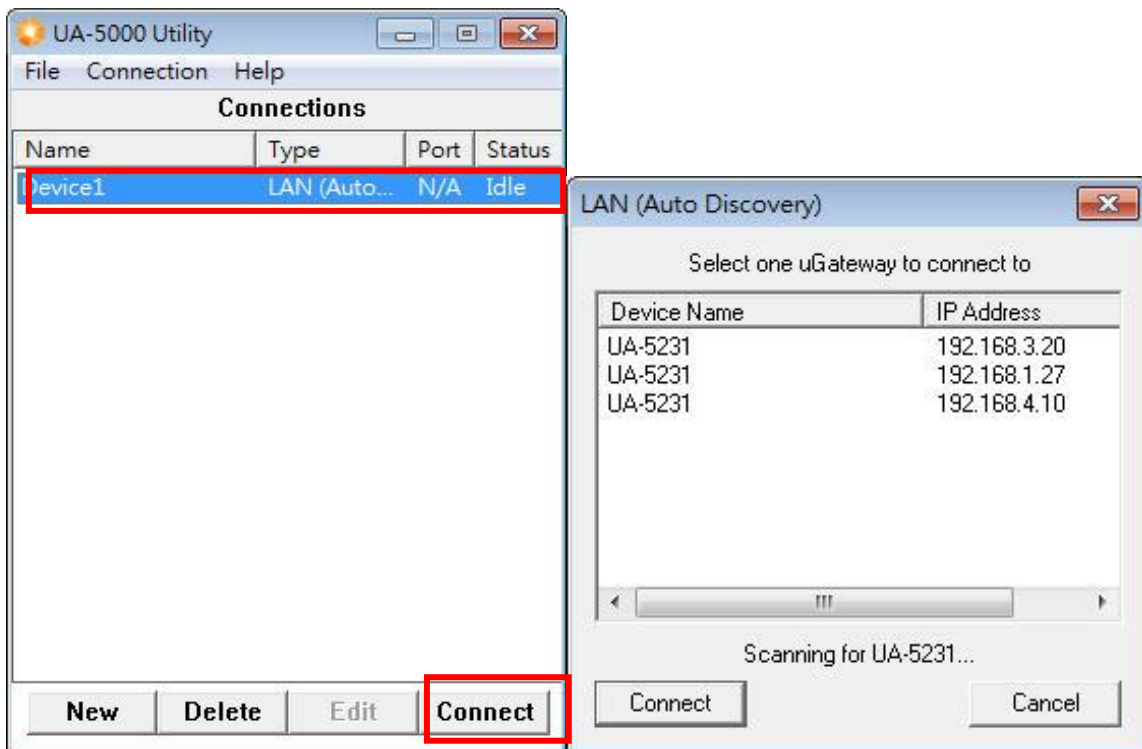 UA-5000 Utility
File Connection Help
Connections
Name Type Port Status
Device1 LAN (Auto... N/A Idle
New Delete Edit Connect
LAN (Auto Discovery)
Select one uGateway to connect to
Device Name IP Address
UA-5231 192.168.3.20
UA-5231 192.168.1.27
UA-5231 192.168.4.10
Scanning for UA-5231...
Connect Cancel